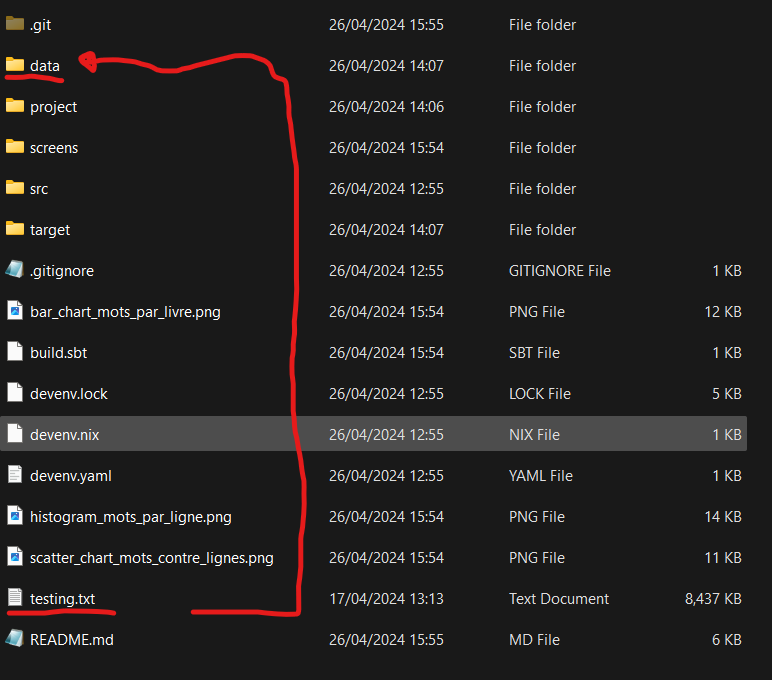 .git 26/04/2024 15:55 File folder
data 26/04/2024 14:07 File folder
project 26/04/2024 14:06 File folder
screens 26/04/2024 15:54 File folder
src 26/04/2024 12:55 File folder
target 26/04/2024 14:07 File folder
.gitignore 26/04/2024 12:55 GITIGNORE File 1 KB
bar_chart_mots_par_livre.png 26/04/2024 15:54 PNG File 12 KB
build.sbt 26/04/2024 15:54 SBT File 1 KB
devenv.lock 26/04/2024 12:55 LOCK File 5 KB
devenv.nix 26/04/2024 12:55 NIX File 1 KB
devenv.yaml 26/04/2024 12:55 YAML File 1 KB
histogram_mots_par_ligne.png 26/04/2024 15:54 PNG File 14 KB
scatter_chart_mots_contre_lignes.png 26/04/2024 15:54 PNG File 11 KB
testing.txt 17/04/2024 13:13 Text Document 8,437 KB
README.md 26/04/2024 15:55 MD File 6 KB